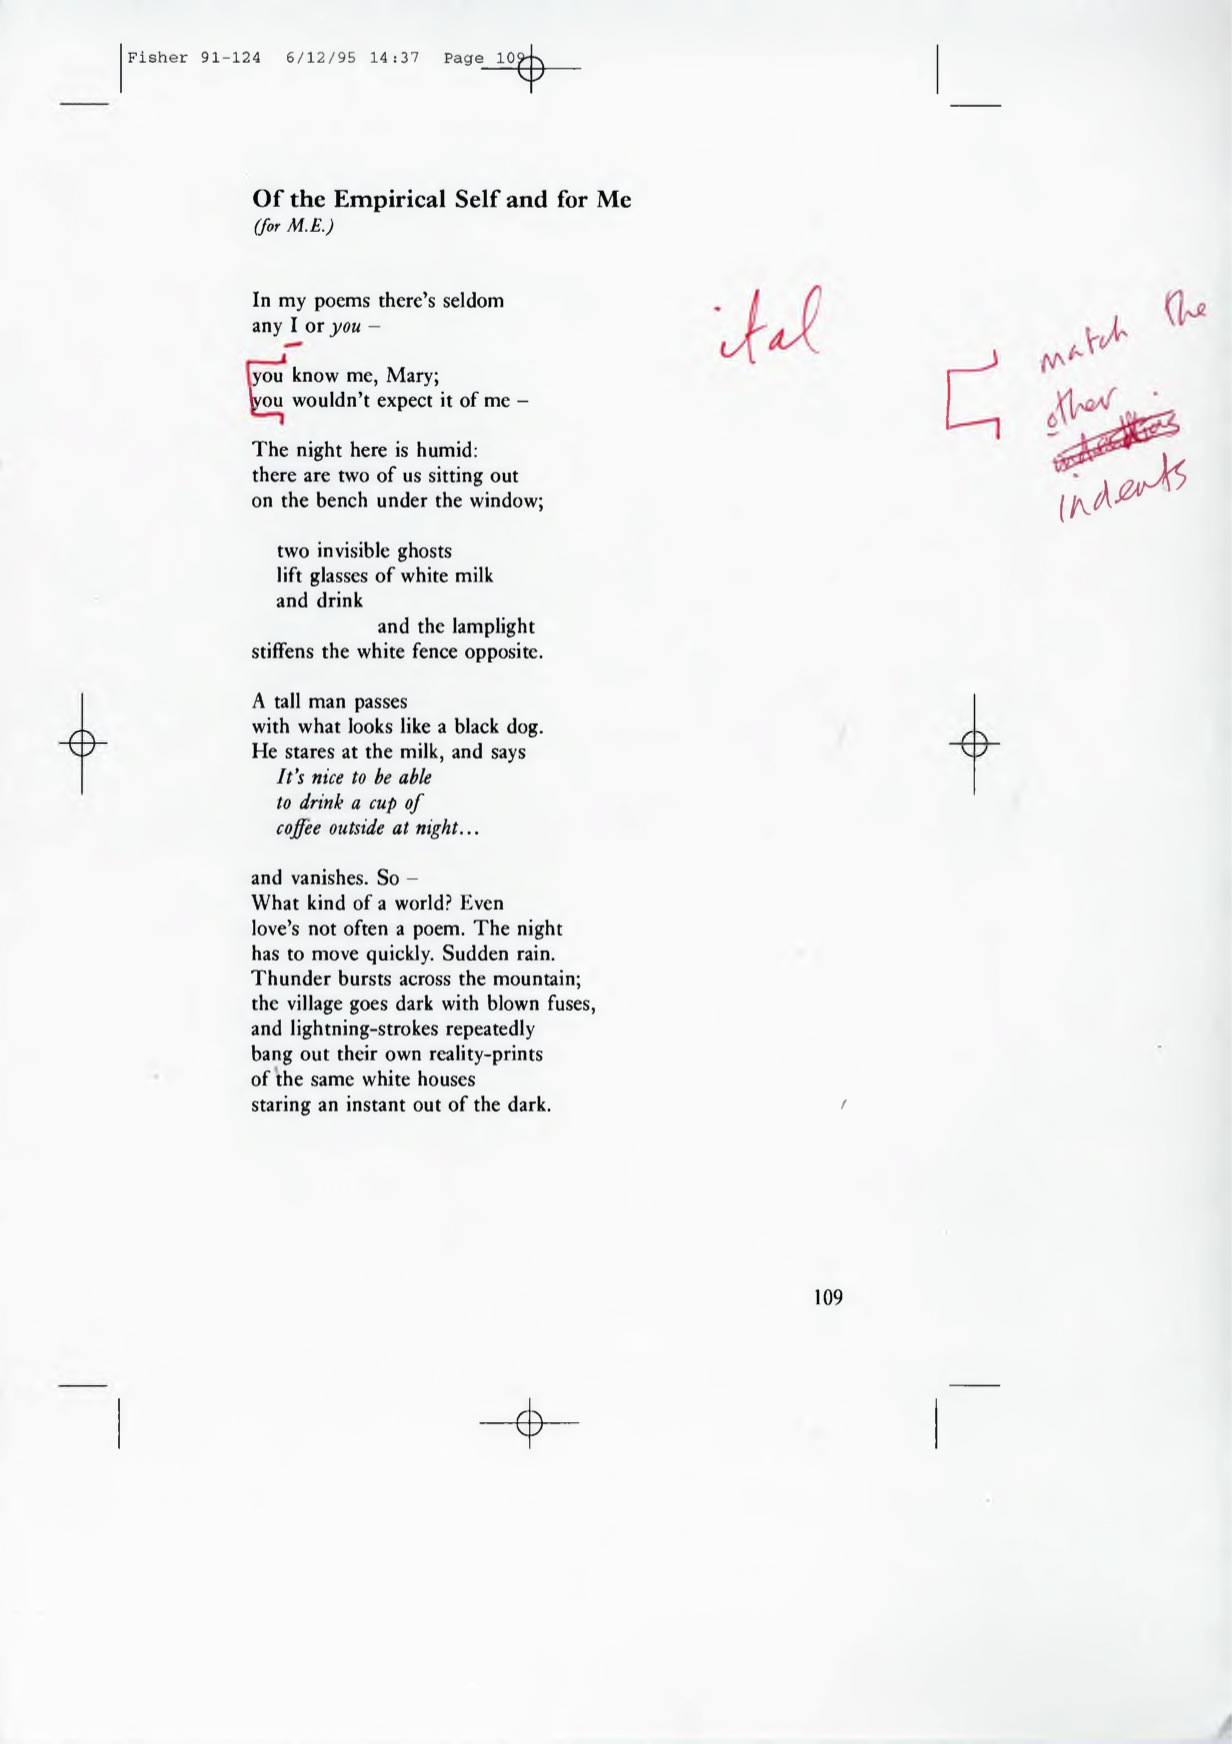 Fisher 91-124 6/12/95 14:37 Page 109
Of the Empirical Self and for Me
(for M.E.)
In my poems there's seldom
any I or you –
ital
you know me, Mary;
you wouldn't expect it of me –
match the
other
indents
The night here is humid:
there are two of us sitting out
on the bench under the window;
two invisible ghosts
lift glasses of white milk
and drink
and the lamplight
stiffens the white fence opposite.
A tall man passes
with what looks like a black dog.
He stares at the milk, and says
It's nice to be able
to drink a cup of
coffee outside at night...
and vanishes. So –
What kind of a world? Even
love's not often a poem. The night
has to move quickly. Sudden rain.
Thunder bursts across the mountain;
the village goes dark with blown fuses,
and lightning-strokes repeatedly
bang out their own reality-prints
of the same white houses
staring an instant out of the dark.
109